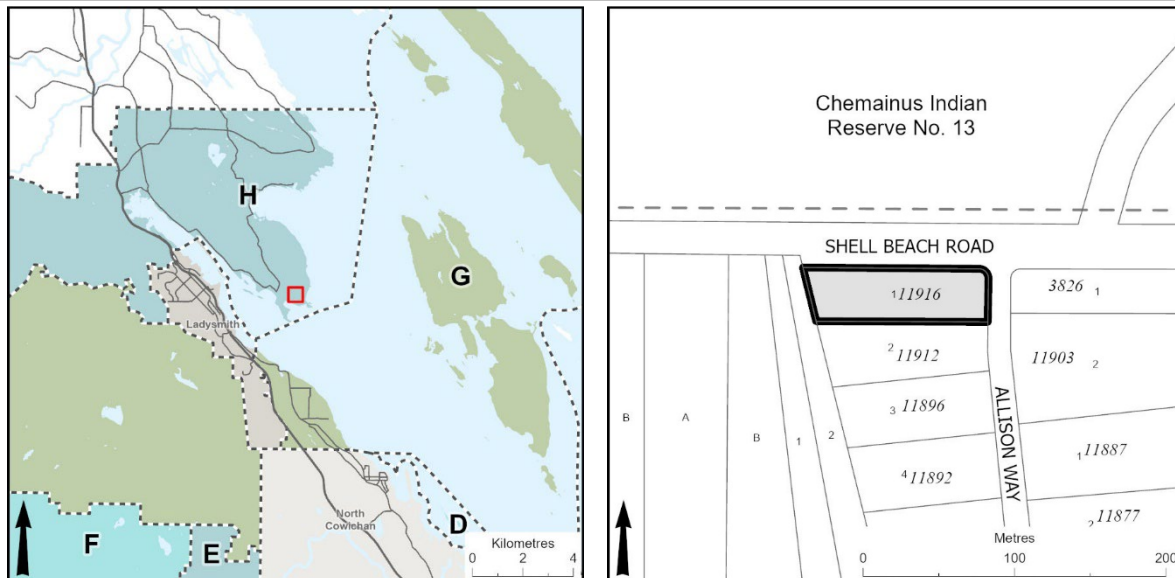 H
G
Ladysmith
North
Cowichan
D
F
E
Kilometres
0 2 4
Chemainus Indian
Reserve No. 13
SHELL BEACH ROAD
1 11916
3826 1
2 11912
11903 2
3 11896
B
A
B
1
2
ALLISON WAY
1 11887
4 11892
2 11877
Metres
0 100 200